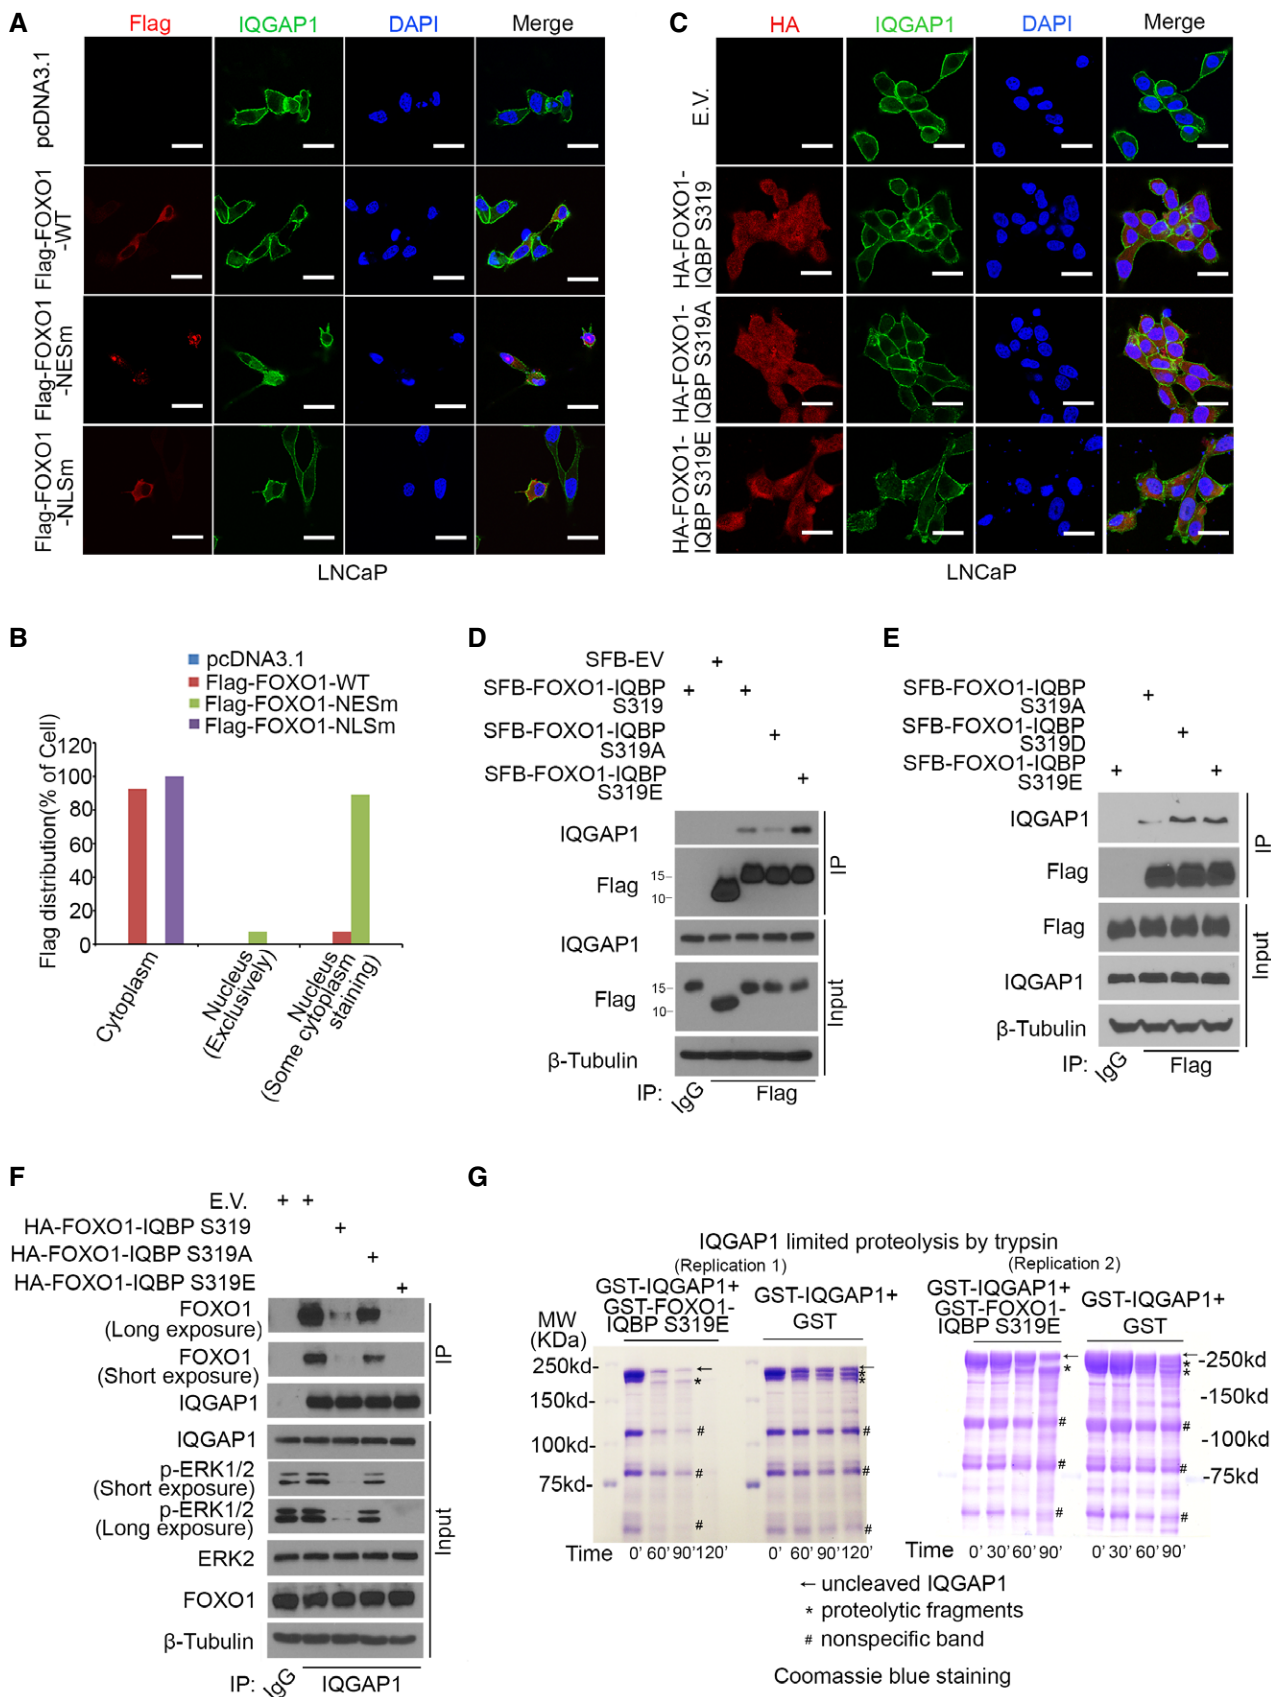 A
Flag
IQGAP1
DAPI
Merge
pcDNA3.1
Flag-FOXO1
-WT
Flag-FOXO1
-NESm
Flag-FOXO1
-NLSm
LNCaP
C
HA
IQGAP1
DAPI
Merge
E.V.
HA-FOXO1-
IQBP S319
HA-FOXO1-
IQBP S319A
HA-FOXO1-
IQBP S319E
LNCaP
B
pcDNA3.1
Flag-FOXO1-WT
Flag-FOXO1-NESm
Flag-FOXO1-NLSm
Flag distribution(% of Cell)
120
100
80
60
40
20
0
Cytoplasm
Nucleus
(Exclusively)
Nucleus
(Some cytoplasm
staining)
D
SFB-EV +
SFB-FOXO1-IQBP + +
S319
SFB-FOXO1-IQBP +
S319A
SFB-FOXO1-IQBP +
S319E
IQGAP1
Flag 15–
10–
IP
IQGAP1
Flag 15–
10–
β-Tubulin
Input
IP: IgG Flag
E
SFB-FOXO1-IQBP +
S319A
SFB-FOXO1-IQBP +
S319D
SFB-FOXO1-IQBP + +
S319E
IQGAP1
Flag
IP
Flag
IQGAP1
β-Tubulin
Input
IP: IgG Flag
F
E.V. + +
HA-FOXO1-IQBP S319 +
HA-FOXO1-IQBP S319A +
HA-FOXO1-IQBP S319E +
FOXO1
(Long exposure)
FOXO1
(Short exposure)
IQGAP1
IP
IQGAP1
p-ERK1/2
(Short exposure)
p-ERK1/2
(Long exposure)
ERK2
FOXO1
β-Tubulin
Input
IP: IgG IQGAP1
G
IQGAP1 limited proteolysis by trypsin
(Replication 1) (Replication 2)
GST-IQGAP1+
GST-FOXO1-
IQBP S319E
GST-IQGAP1+
GST
GST-IQGAP1+
GST-FOXO1-
IQBP S319E
GST-IQGAP1+
GST
MW
(KDa)
250kd-
150kd-
100kd-
75kd-
← * # # #
← * * # # #
← * # # #
← * * # # #
-250kd
-150kd
-100kd
-75kd
Time 0' 60' 90' 120' 0' 60' 90' 120'
Time 0' 30' 60' 90' 0' 30' 60' 90'
← uncleaved IQGAP1
* proteolytic fragments
# nonspecific band
Coomassie blue staining